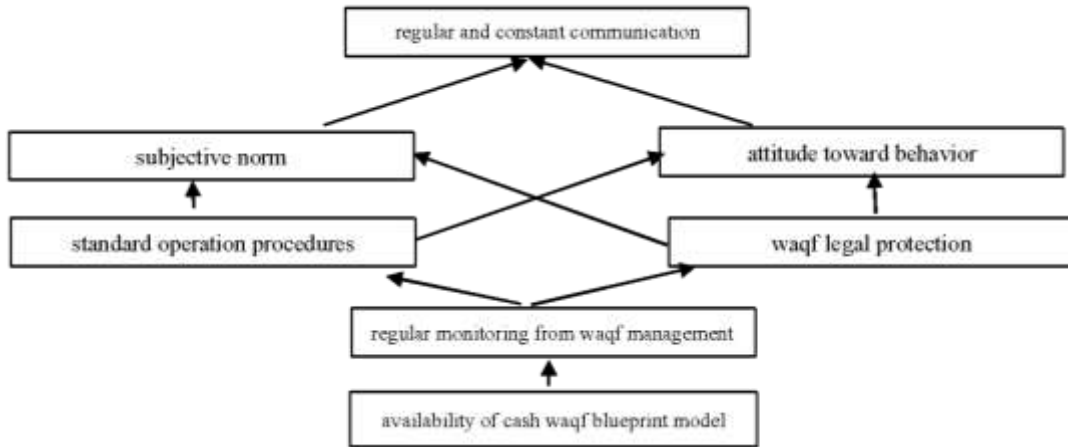 regular and constant communication
subjective norm
attitude toward behavior
standard operation procedures
waqf legal protection
regular monitoring from waqf management
availability of cash waqf blueprint model